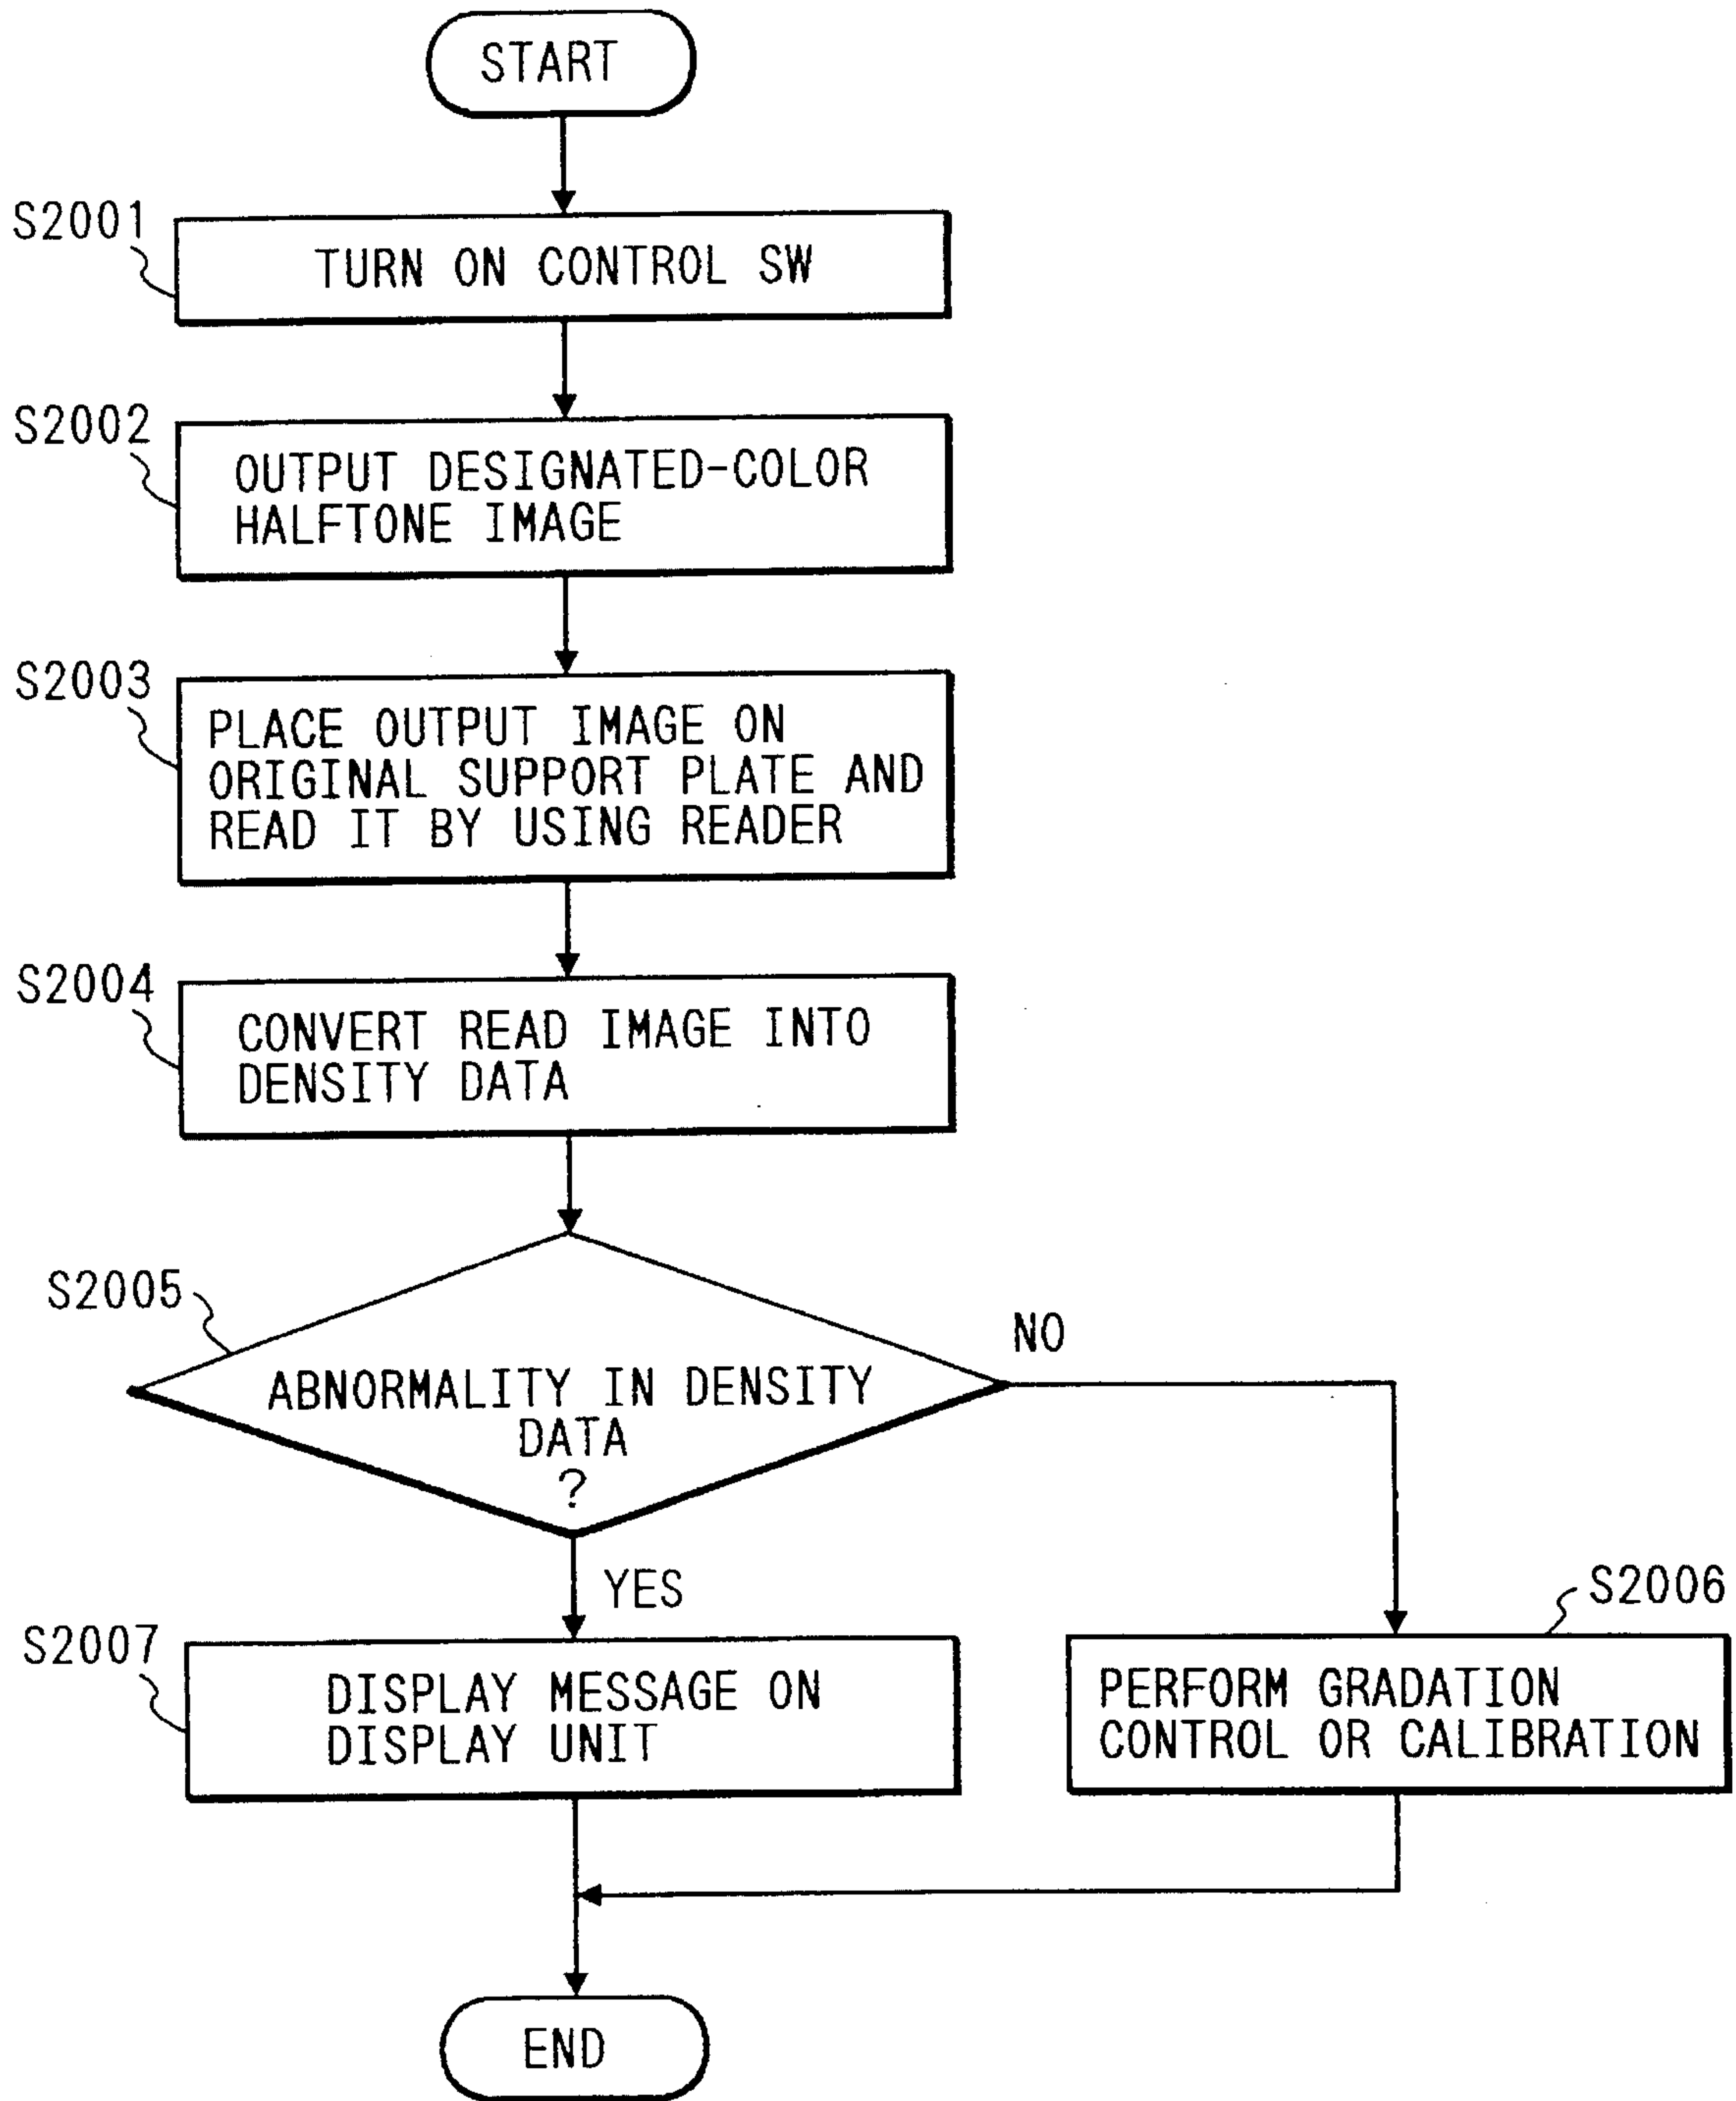 START
S2001
TURN ON CONTROL SW
S2002
OUTPUT DESIGNATED-COLOR
HALFTONE IMAGE
S2003
PLACE OUTPUT IMAGE ON
ORIGINAL SUPPORT PLATE AND
READ IT BY USING READER
S2004
CONVERT READ IMAGE INTO
DENSITY DATA
S2005
NO
ABNORMALITY IN DENSITY
DATA
?
YES
S2006
S2007
DISPLAY MESSAGE ON
DISPLAY UNIT
PERFORM GRADATION
CONTROL OR CALIBRATION
END